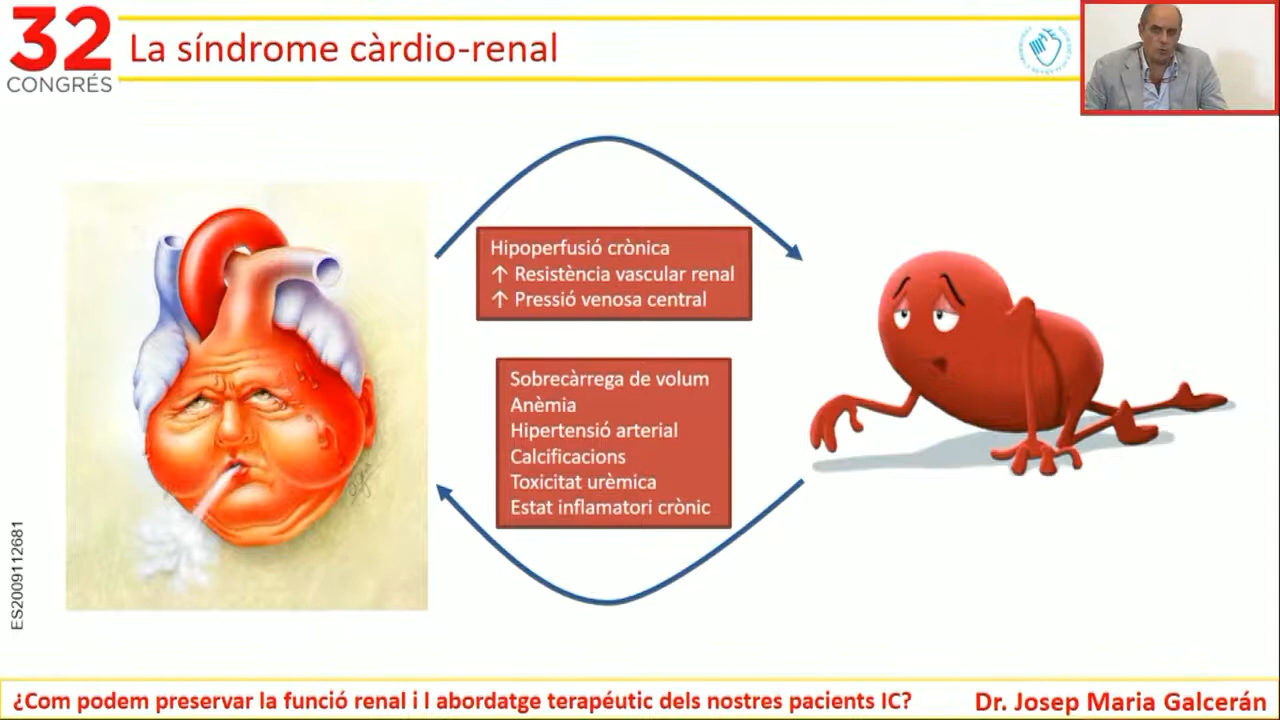 32
CONGRÉS
La síndrome càrdio-renal
Hipoperfusió crònica
↑ Resistència vascular renal
↑ Pressió venosa central
Sobrecàrrega de volum
Anèmia
Hipertensió arterial
Calcificacions
Toxicitat urèmica
Estat inflamatori crònic
ES2009112681
¿Com podem preservar la funció renal i l abordatge terapéutic dels nostres pacients IC?
Dr. Josep Maria Galcerán